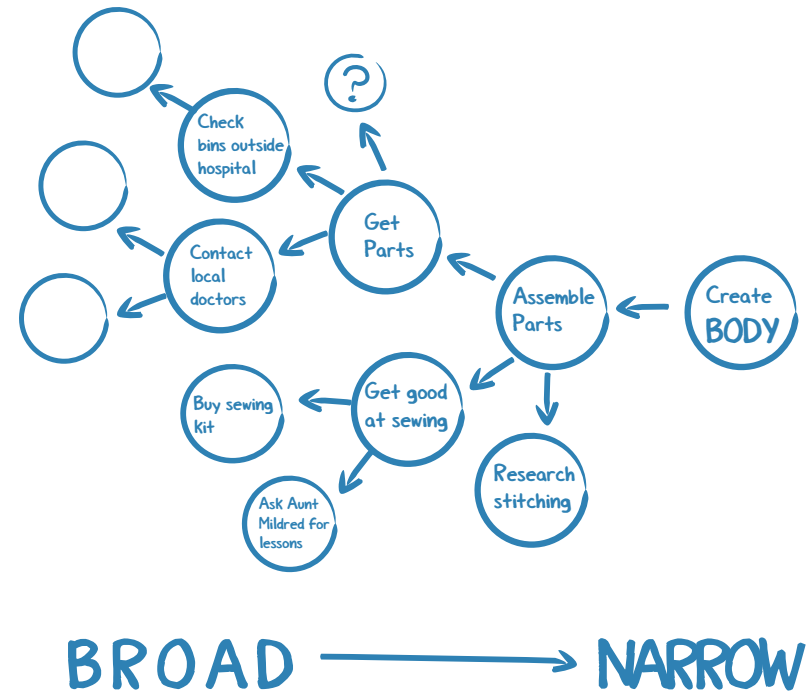 ?
Check
bins outside
hospital
Get
Parts
Contact
local
doctors
Assemble
Parts
Create
BODY
Get good
at sewing
Buy sewing
kit
Research
stitching
Ask Aunt
Mildred for
lessons
BROAD
NARROW